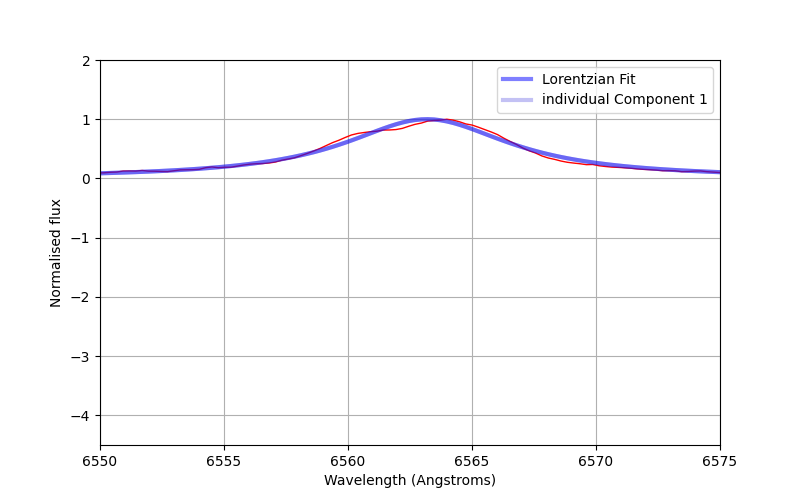 Lorentzian Fit
individual Component 1
2
1
0
−1
−2
−3
−4
Normalised flux
6550 6555 6560 6565 6570 6575
Wavelength (Angstroms)